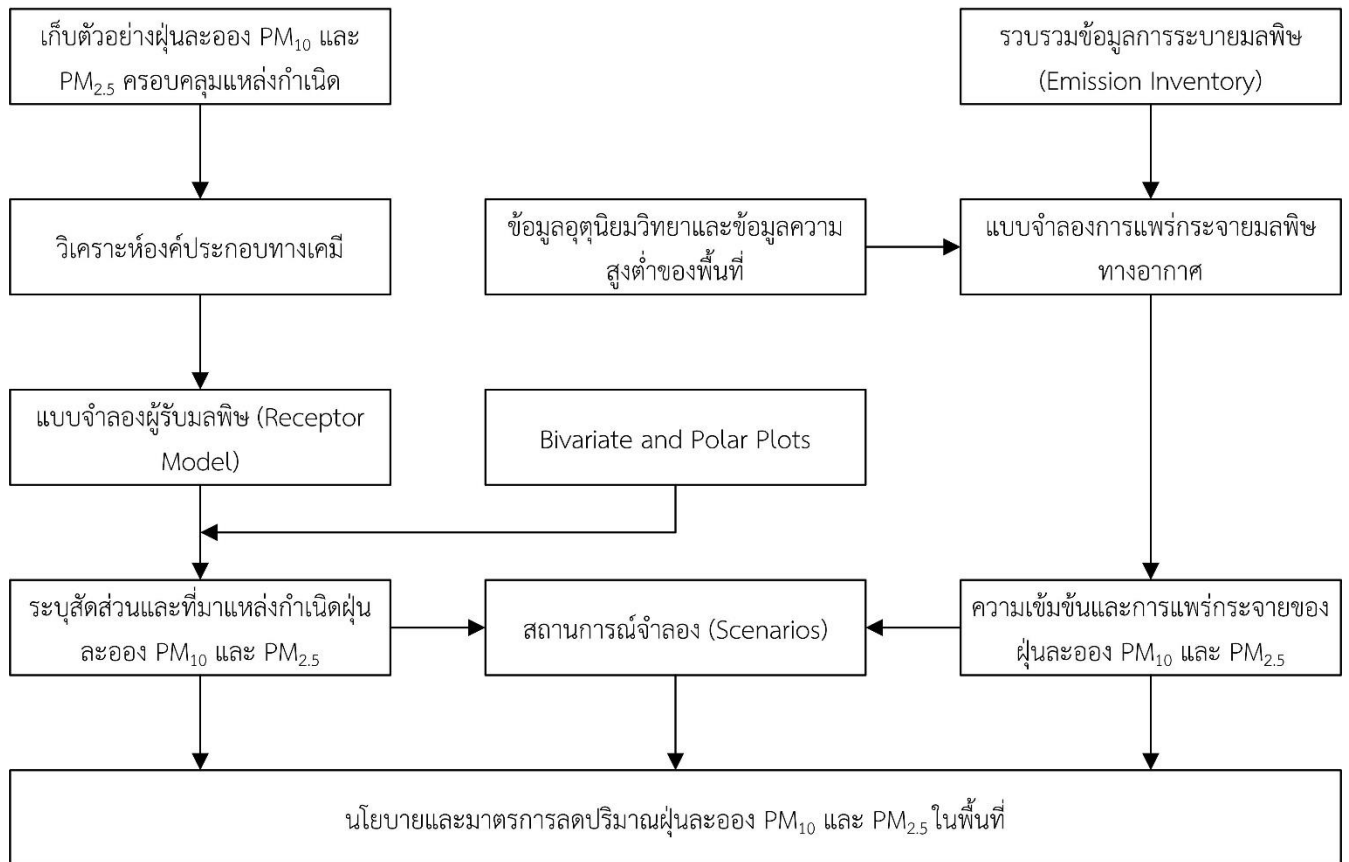 เก็บตัวอย่างฝุ่นละออง PM₁₀ และ
PM₂.₅ ครอบคลุมแหล่งกำเนิด
รวบรวมข้อมูลการระบายมลพิษ
(Emission Inventory)
วิเคราะห์องค์ประกอบทางเคมี
ข้อมูลอุตุนิยมวิทยาและข้อมูลความ
สูงต่ำของพื้นที่
แบบจำลองการแพร่กระจายมลพิษ
ทางอากาศ
แบบจำลองผู้รับมลพิษ (Receptor
Model)
Bivariate and Polar Plots
ระบุสัดส่วนและที่มาแหล่งกำเนิดฝุ่น
ละออง PM₁₀ และ PM₂.₅
สถานการณ์จำลอง (Scenarios)
ความเข้มข้นและการแพร่กระจายของ
ฝุ่นละออง PM₁₀ และ PM₂.₅
นโยบายและมาตรการลดปริมาณฝุ่นละออง PM₁₀ และ PM₂.₅ ในพื้นที่